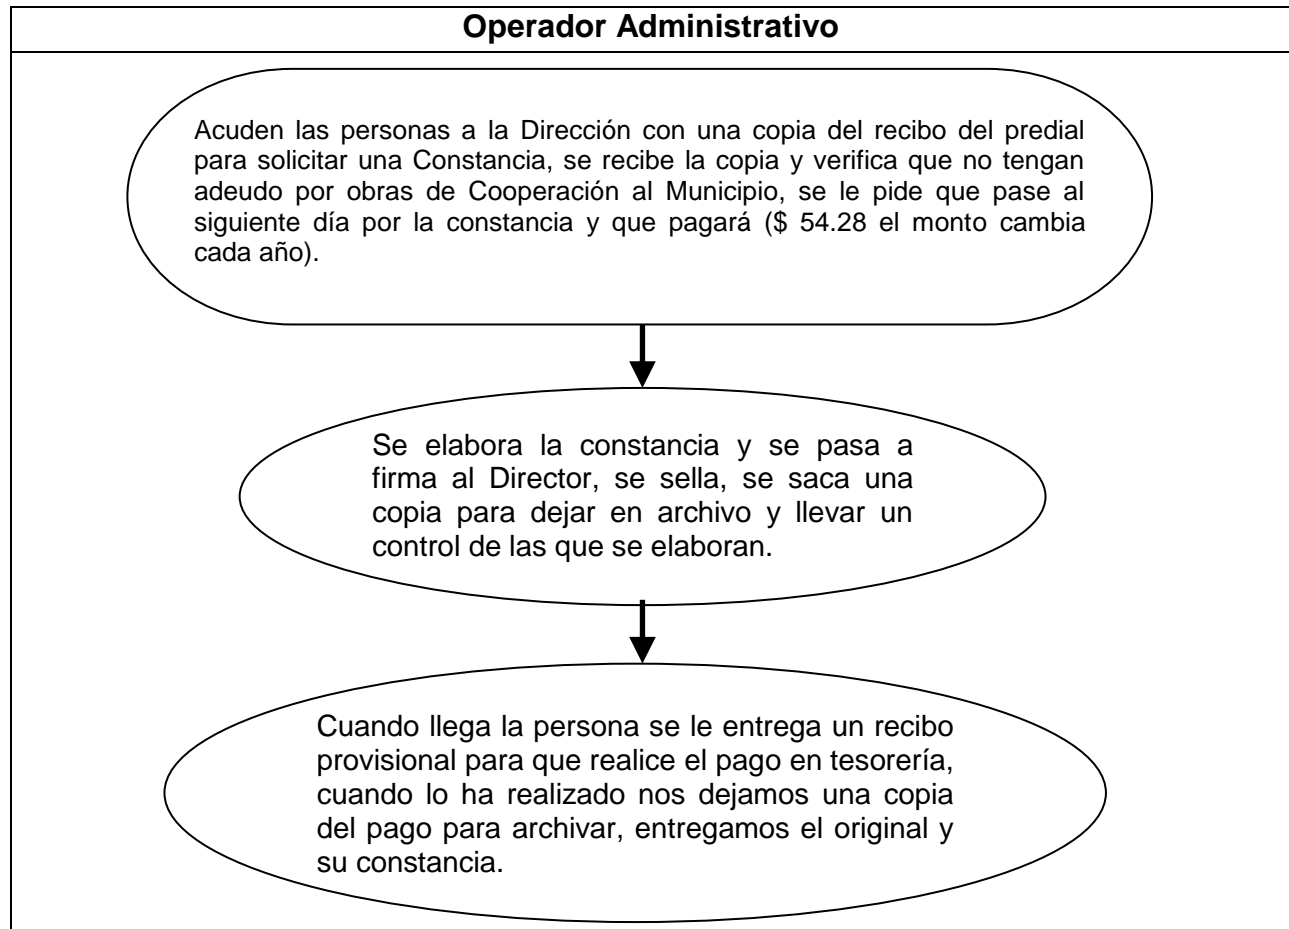 Operador Administrativo
Acuden las personas a la Dirección con una copia del recibo del predial
para solicitar una Constancia, se recibe la copia y verifica que no tengan
adeudo por obras de Cooperación al Municipio, se le pide que pase al
siguiente día por la constancia y que pagará ($ 54.28 el monto cambia
cada año).
Se elabora la constancia y se pasa a
firma al Director, se sella, se saca una
copia para dejar en archivo y llevar un
control de las que se elaboran.
Cuando llega la persona se le entrega un recibo
provisional para que realice el pago en tesorería,
cuando lo ha realizado nos dejamos una copia
del pago para archivar, entregamos el original y
su constancia.